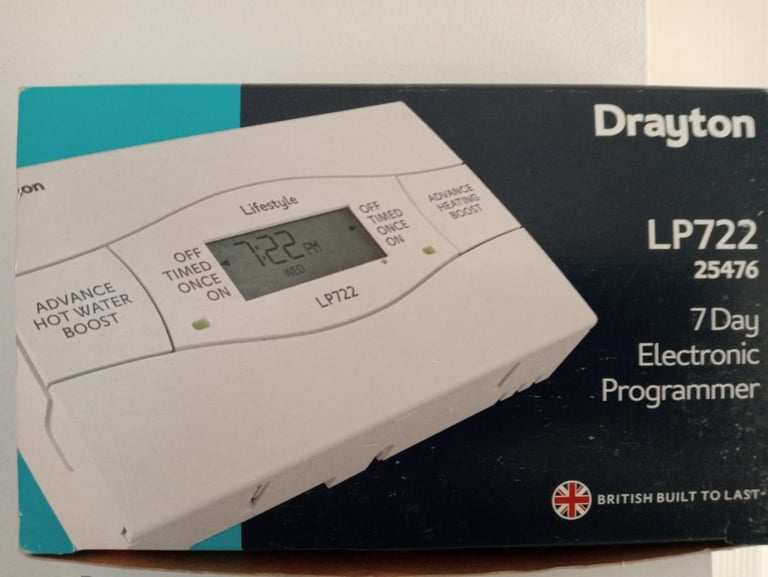 Drayton
LP722
25476
7 Day
Electronic
Programmer
BRITISH BUILT TO LAST
Lifestyle
7:22 PM
WED
LP722
OFF
TIMED
ONCE
ON
OFF
TIMED
ONCE
ON
ADVANCE
HOT WATER
BOOST
ADVANCE
HEATING
BOOST